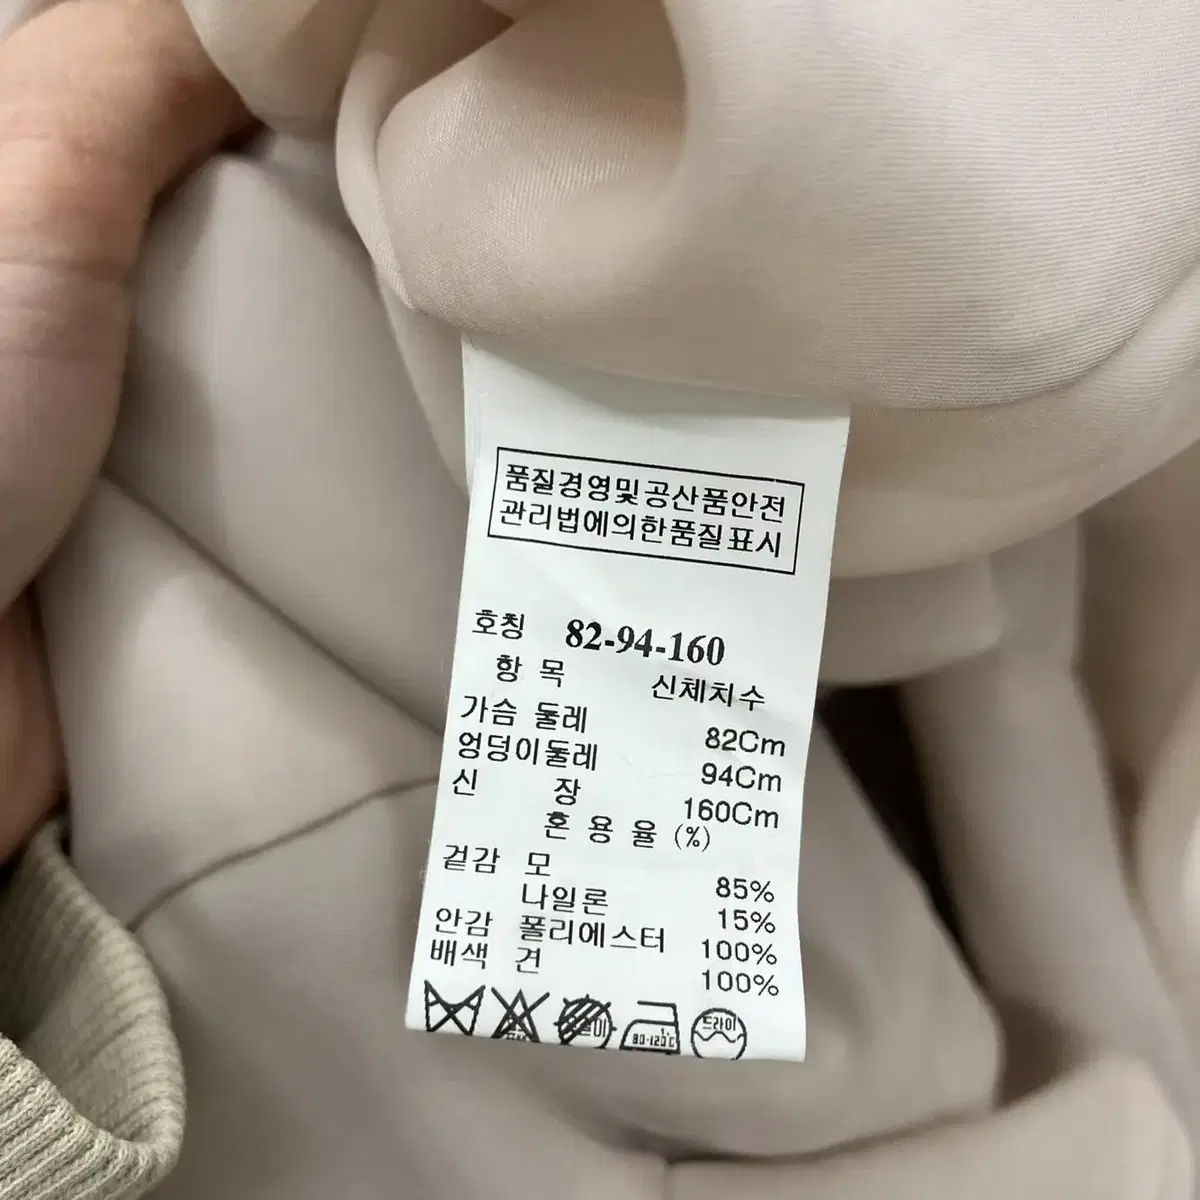 품질경영및공산품안전
관리법에의한품질표시
호칭 82-94-160
항 목 신체치수
가슴 둘레 82Cm
엉덩이둘레 94Cm
신 장 160Cm
혼 용 율 (%)
겉감 모 85%
나일론 15%
안감 폴리에스터 100%
배색 견 100%
80-120℃ 드라이